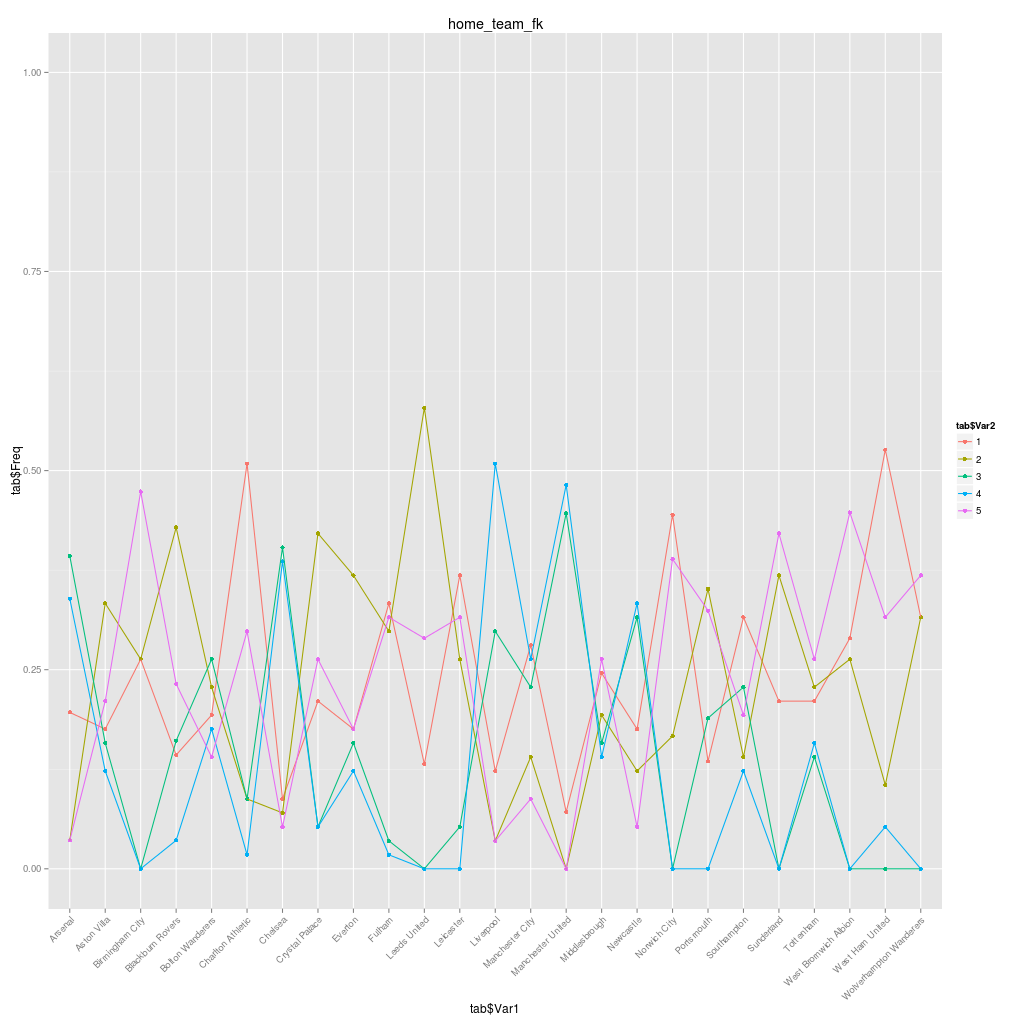 home_team_fk
tab$Freq
1.00
0.75
0.50
0.25
0.00
Arsenal
Aston Villa
Birmingham City
Blackburn Rovers
Bolton Wanderers
Charlton Athletic
Chelsea
Crystal Palace
Everton
Fulham
Leeds United
Leicester
Liverpool
Manchester City
Manchester United
Middlesbrough
Newcastle
Norwich City
Portsmouth
Southampton
Sunderland
Tottenham
West Bromwich Albion
West Ham United
Wolverhampton Wanderers
tab$Var1
tab$Var2
1
2
3
4
5